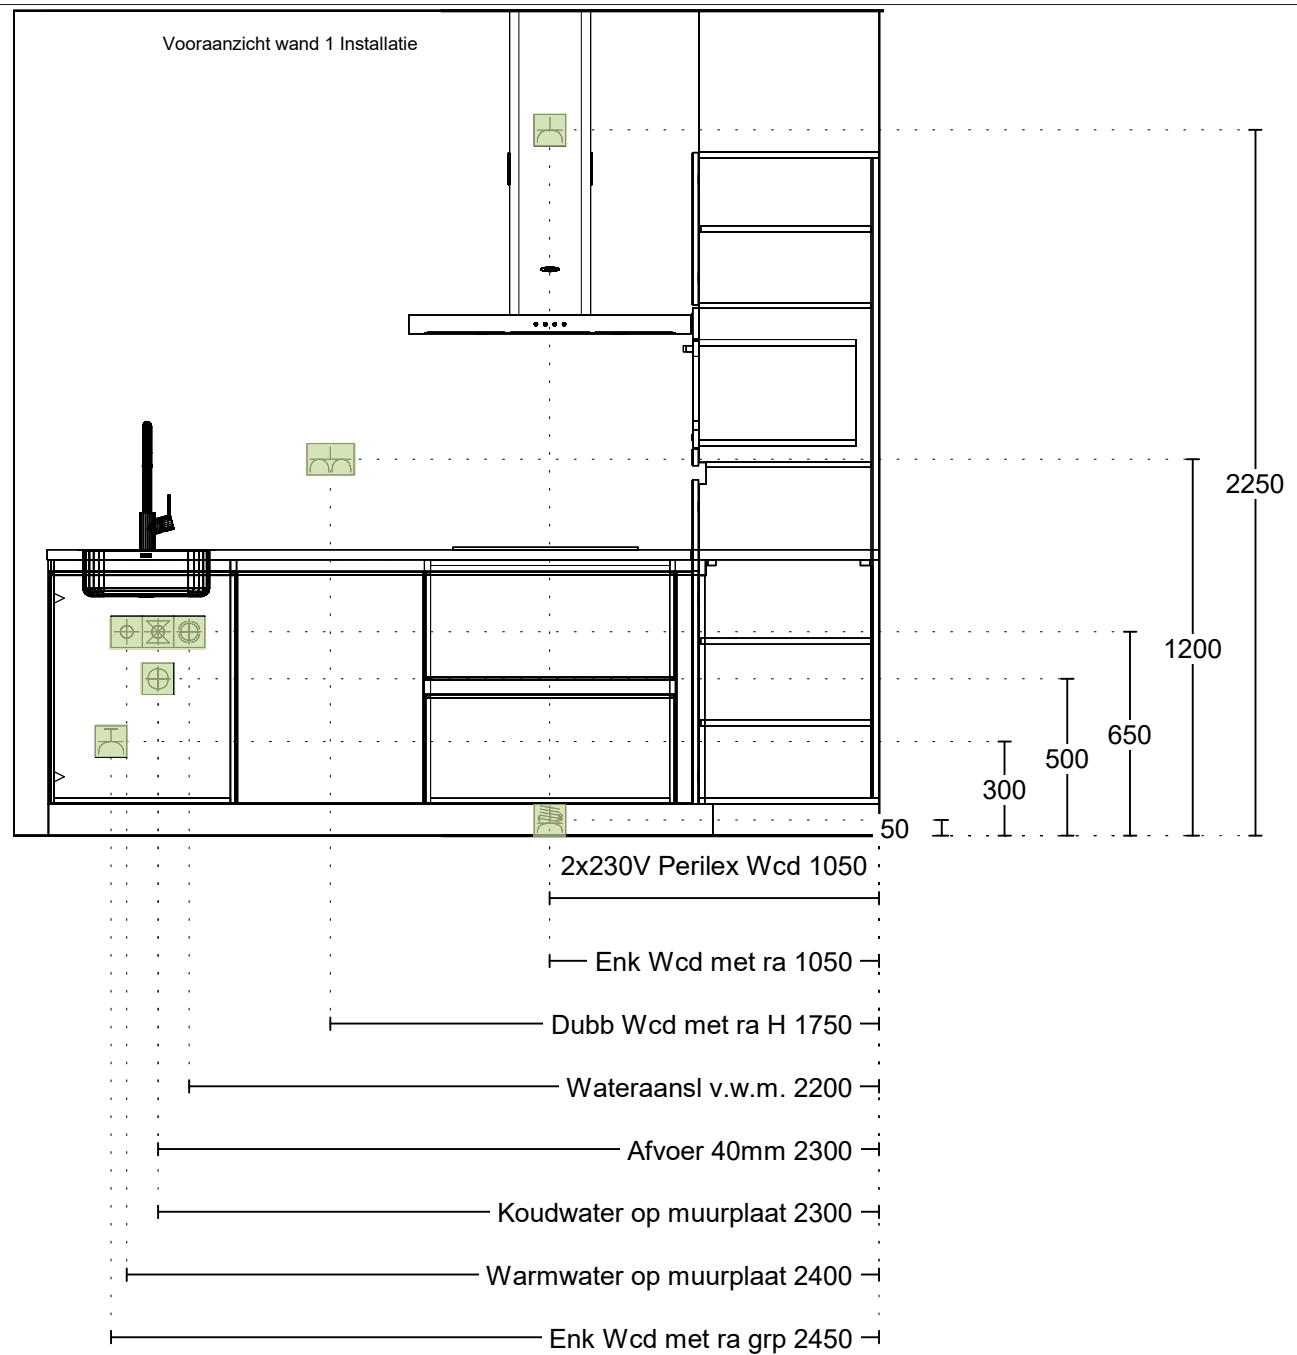 Vooraanzicht wand 1 Installatie
2250
1200
650
500
300
50
2x230V Perilex Wcd 1050
Enk Wcd met ra 1050
Dubb Wcd met ra H 1750
Wateraansl v.w.m. 2200
Afvoer 40mm 2300
Koudwater op muurplaat 2300
Warmwater op muurplaat 2400
Enk Wcd met ra grp 2450